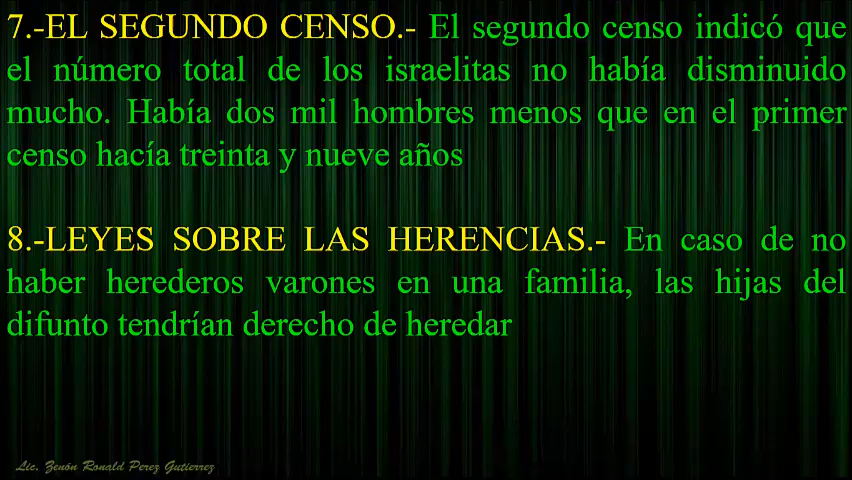 7.-EL SEGUNDO CENSO.- El segundo censo indicó que
el número total de los israelitas no había disminuido
mucho. Había dos mil hombres menos que en el primer
censo hacía treinta y nueve años
8.-LEYES SOBRE LAS HERENCIAS.- En caso de no
haber herederos varones en una familia, las hijas del
difunto tendrían derecho de heredar
Lic. Zenón Ronald Perez Gutierrez